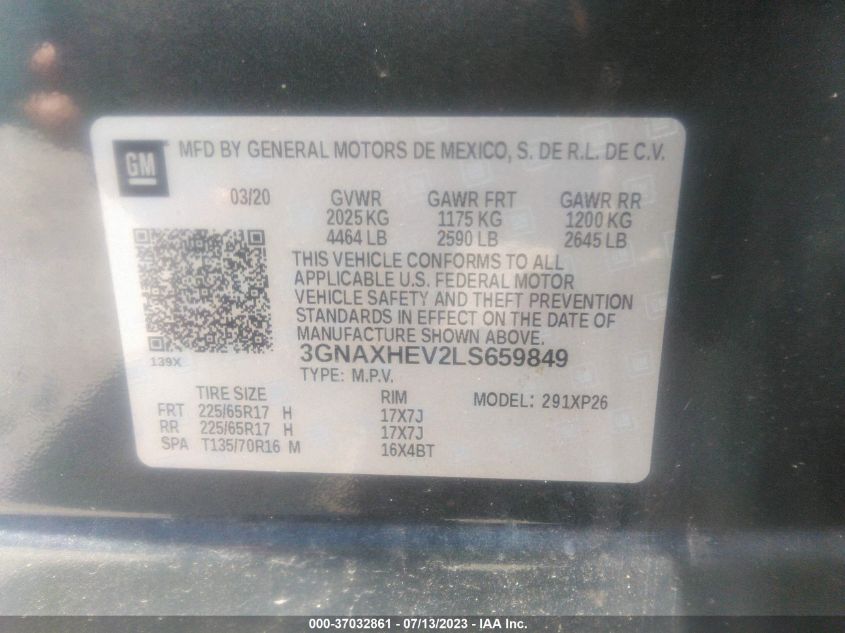 GM MFD BY GENERAL MOTORS DE MEXICO, S. DE R.L. DE C.V.
03/20 GVWR GAWR FRT GAWR RR
2025 KG 1175 KG 1200 KG
4464 LB 2590 LB 2645 LB
THIS VEHICLE CONFORMS TO ALL
APPLICABLE U.S. FEDERAL MOTOR
VEHICLE SAFETY AND THEFT PREVENTION
STANDARDS IN EFFECT ON THE DATE OF
MANUFACTURE SHOWN ABOVE.
139X 3GNAXHEV2LS659849
TYPE: M.P.V.
TIRE SIZE RIM MODEL: 291XP26
FRT 225/65R17 H 17X7J
RR 225/65R17 H 17X7J
SPA T135/70R16 M 16X4BT
000-37032861 - 07/13/2023 - IAA Inc.